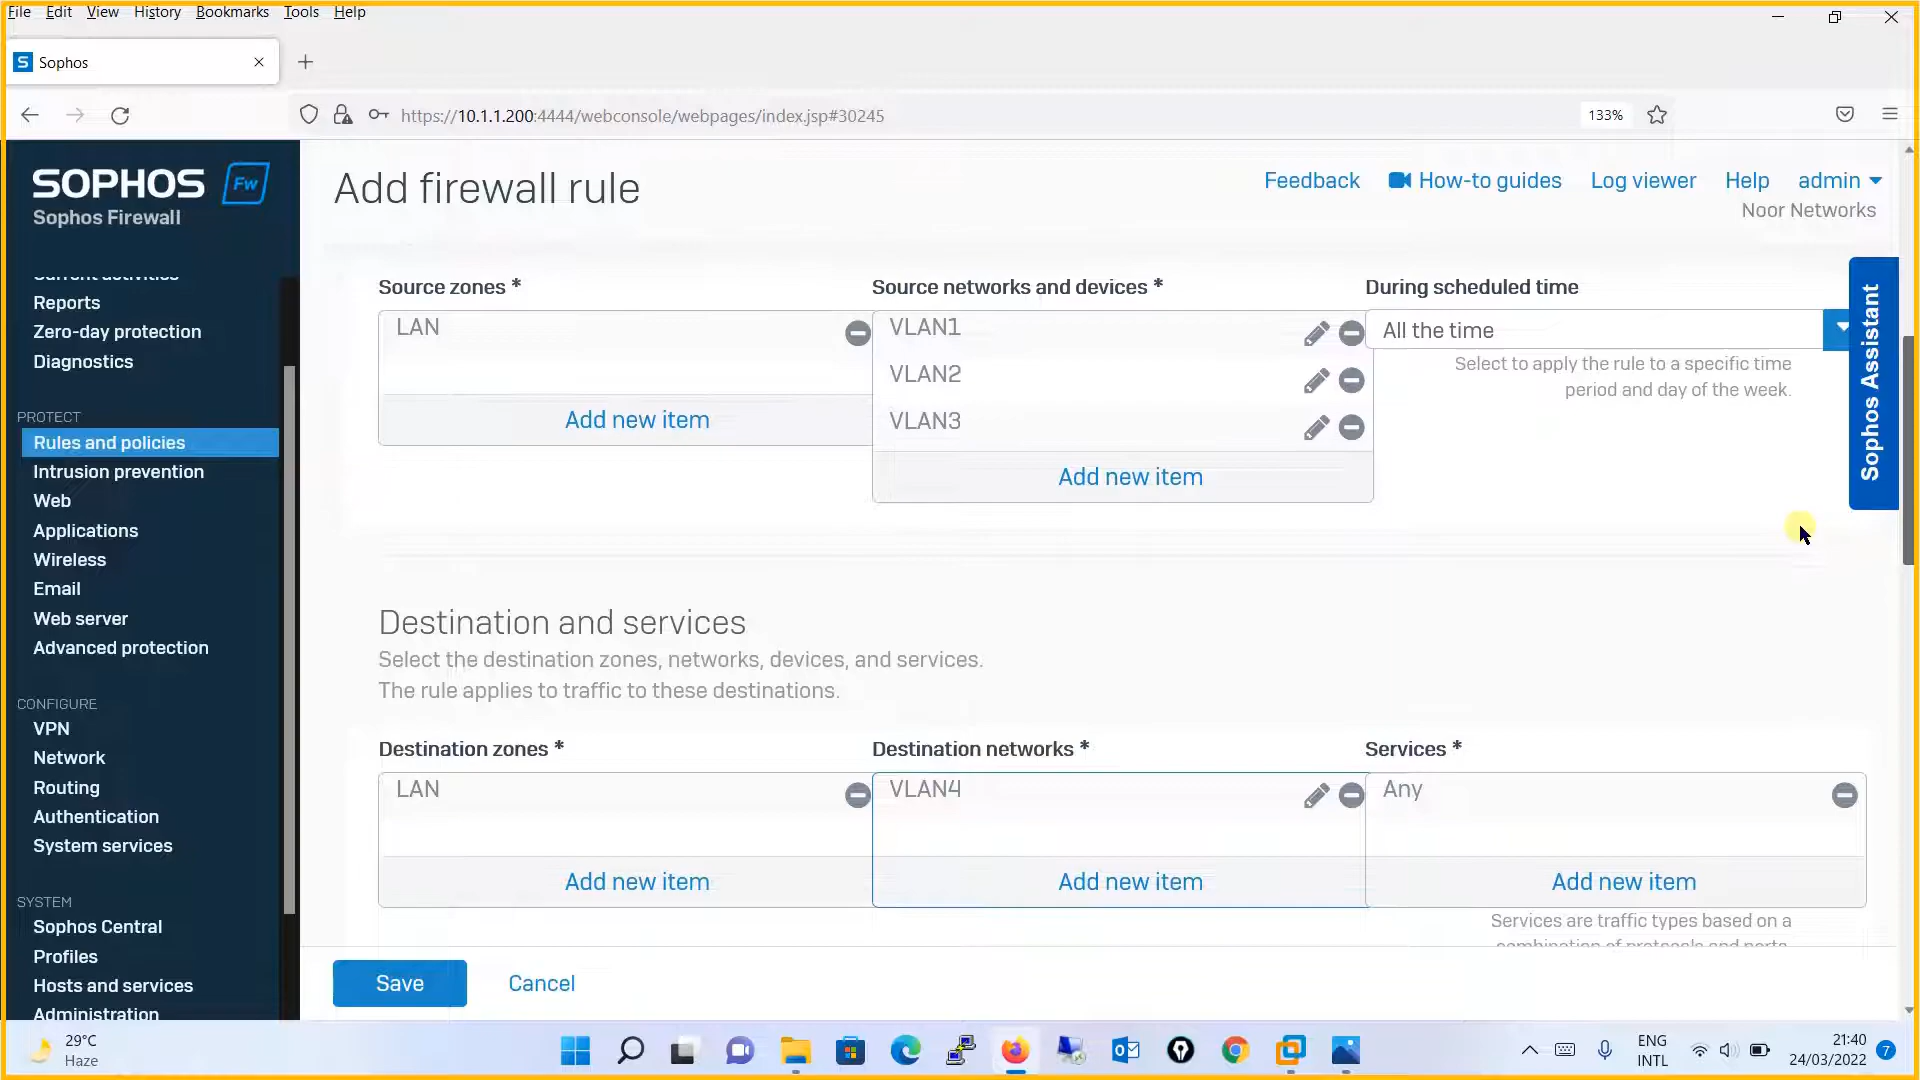 File Edit View History Bookmarks Tools Help
S Sophos
https://10.1.1.200:4444/webconsole/webpages/index.jsp#30245
133%
SOPHOS Fw
Sophos Firewall
Add firewall rule
Feedback How-to guides Log viewer Help admin
Noor Networks
Current activities
Reports
Zero-day protection
Diagnostics
PROTECT
Rules and policies
Intrusion prevention
Web
Applications
Wireless
Email
Web server
Advanced protection
CONFIGURE
VPN
Network
Routing
Authentication
System services
SYSTEM
Sophos Central
Profiles
Hosts and services
Administration
Source zones *
LAN
Add new item
Source networks and devices *
VLAN1
VLAN2
VLAN3
Add new item
During scheduled time
All the time
Select to apply the rule to a specific time
period and day of the week.
Sophos Assistant
Destination and services
Select the destination zones, networks, devices, and services.
The rule applies to traffic to these destinations.
Destination zones *
LAN
Add new item
Destination networks *
VLAN4
Add new item
Services *
Any
Add new item
Services are traffic types based on a
combination of protocols and ports.
Save Cancel
29°C
Haze
ENG
INTL
21:40
24/03/2022
7